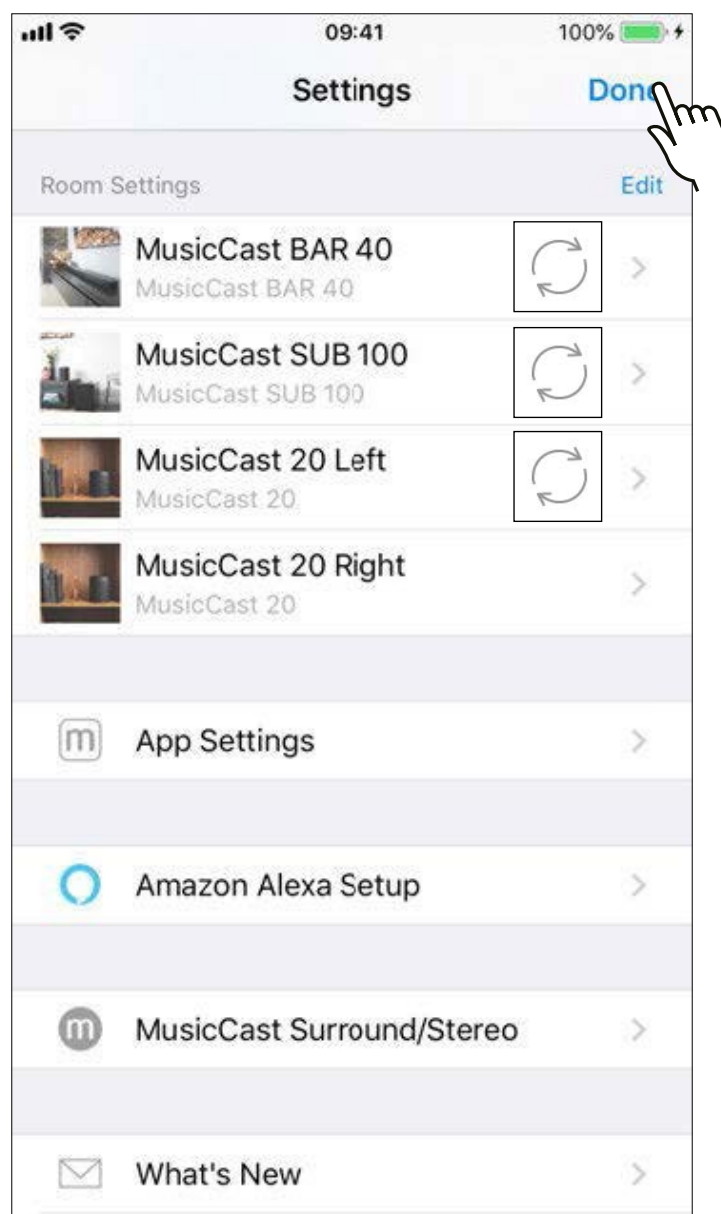 09:41
100%
Settings
Done
Room Settings
Edit
MusicCast BAR 40
MusicCast BAR 40
MusicCast SUB 100
MusicCast SUB 100
MusicCast 20 Left
MusicCast 20
MusicCast 20 Right
MusicCast 20
m
App Settings
Amazon Alexa Setup
m
MusicCast Surround/Stereo
What's New